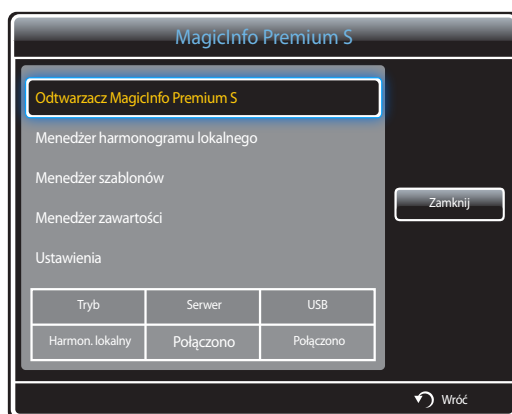 MagicInfo Premium S
Odtwarzacz MagicInfo Premium S
Menedżer harmonogramu lokalnego
Menedżer szablonów
Menedżer zawartości
Ustawienia
Zamknij
Tryb Serwer USB
Harmon. lokalny Połączono Połączono
Wróć